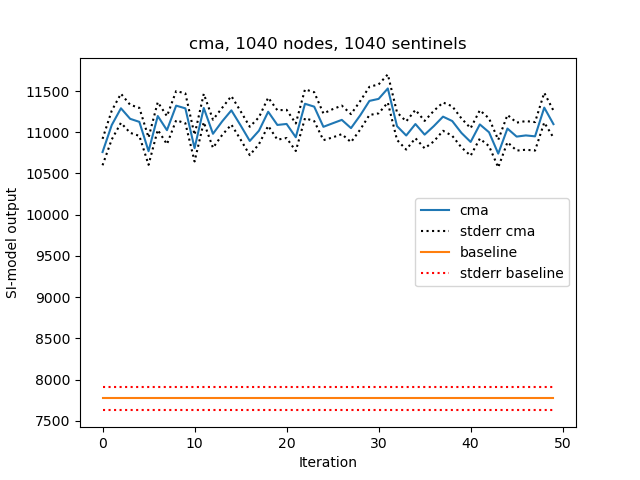 cma, 1040 nodes, 1040 sentinels
SI-model output
11500
11000
10500
10000
9500
9000
8500
8000
7500
cma
stderr cma
baseline
stderr baseline
0 10 20 30 40 50
Iteration